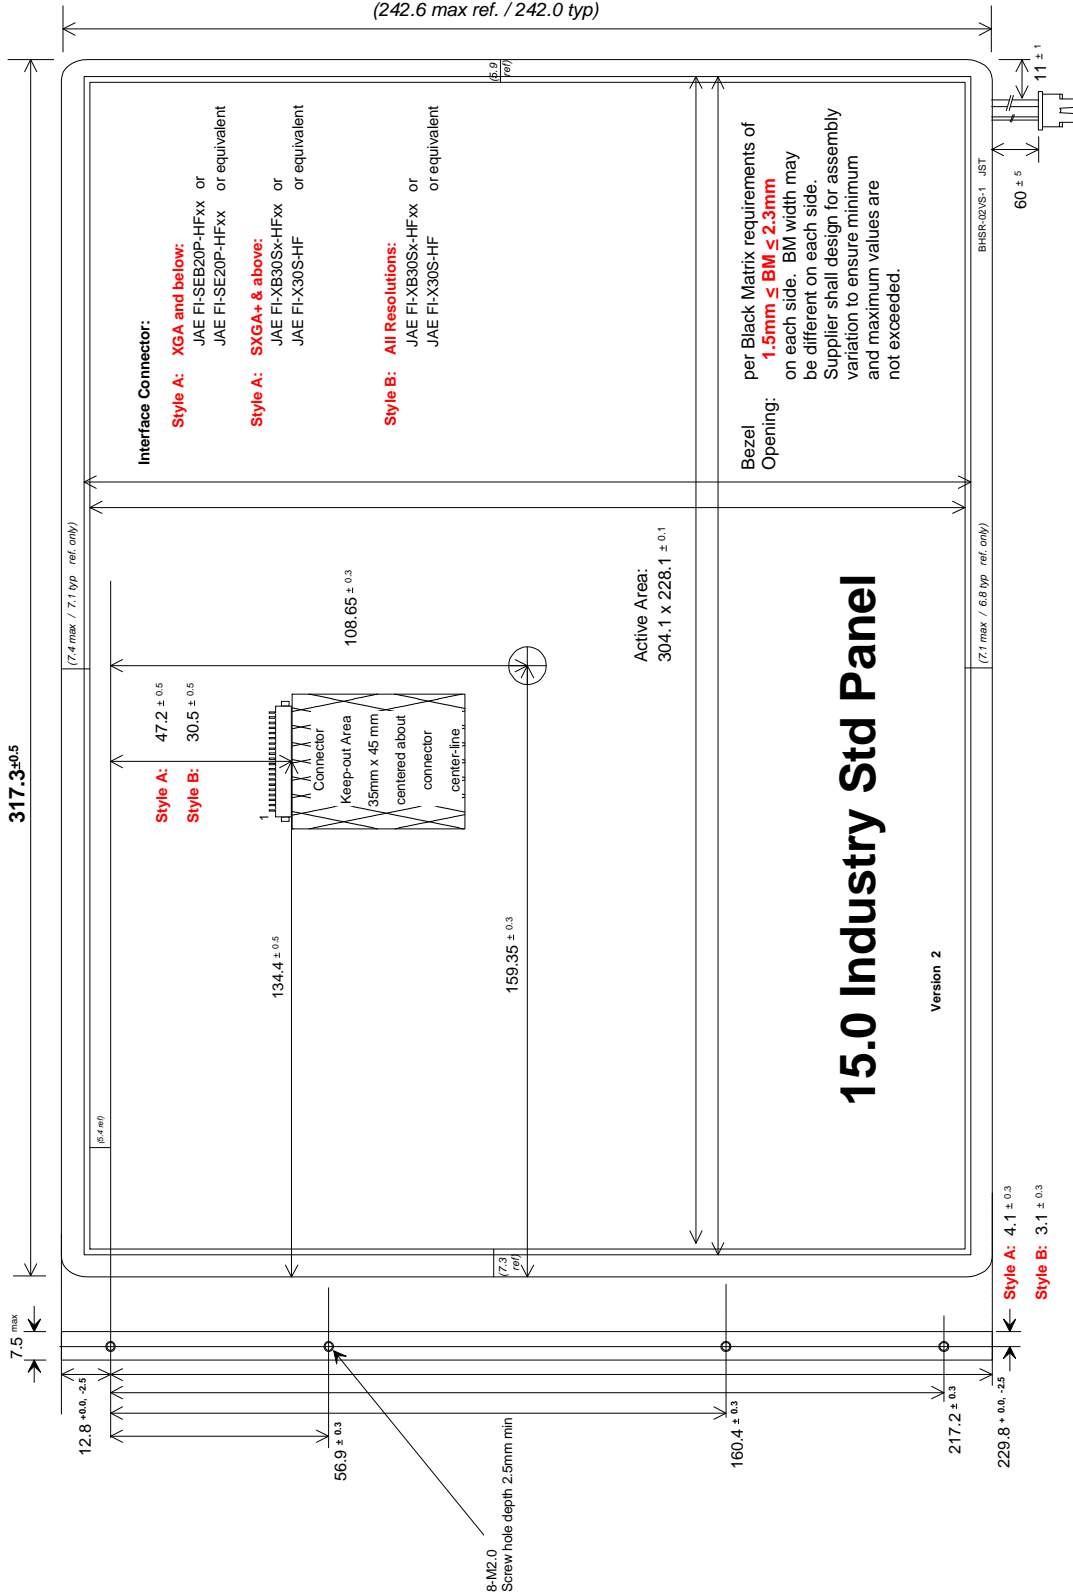 (242.6 max ref. / 242.0 typ)
317.3±0.5
7.5 max
(7.4 max / 7.1 typ ref. only)
(5.4 ref)
(5.9 ref)
(7.3 ref)
(7.1 max / 6.8 typ ref. only)
Interface Connector:
Style A: XGA and below:
JAE FI-SEB20P-HFxx or
JAE FI-SE20P-HFxx or equivalent
Style A: SXGA+ & above:
JAE FI-XB30Sx-HFxx or
JAE FI-X30S-HF or equivalent
Style B: All Resolutions:
JAE FI-XB30Sx-HFxx or
JAE FI-X30S-HF or equivalent
Style A: 47.2 ± 0.5
Style B: 30.5 ± 0.5
108.65 ± 0.3
1
Connector
Keep-out Area
35mm x 45 mm
centered about
connector
center-line
134.4 ± 0.5
159.35 ± 0.3
Active Area:
304.1 x 228.1 ± 0.1
Bezel Opening:
per Black Matrix requirements of
1.5mm ≤ BM ≤ 2.3mm
on each side. BM width may
be different on each side.
Supplier shall design for assembly
variation to ensure minimum
and maximum values are
not exceeded.
15.0 Industry Std Panel
Version 2
BHSR-02VS-1 JST
11 ± 1
60 ± 5
Style A: 4.1 ± 0.3
Style B: 3.1 ± 0.3
12.8 +0.0, -2.5
56.9 ± 0.3
160.4 ± 0.3
217.2 ± 0.3
229.8 +0.0, -2.5
8-M2.0
Screw hole depth 2.5mm min